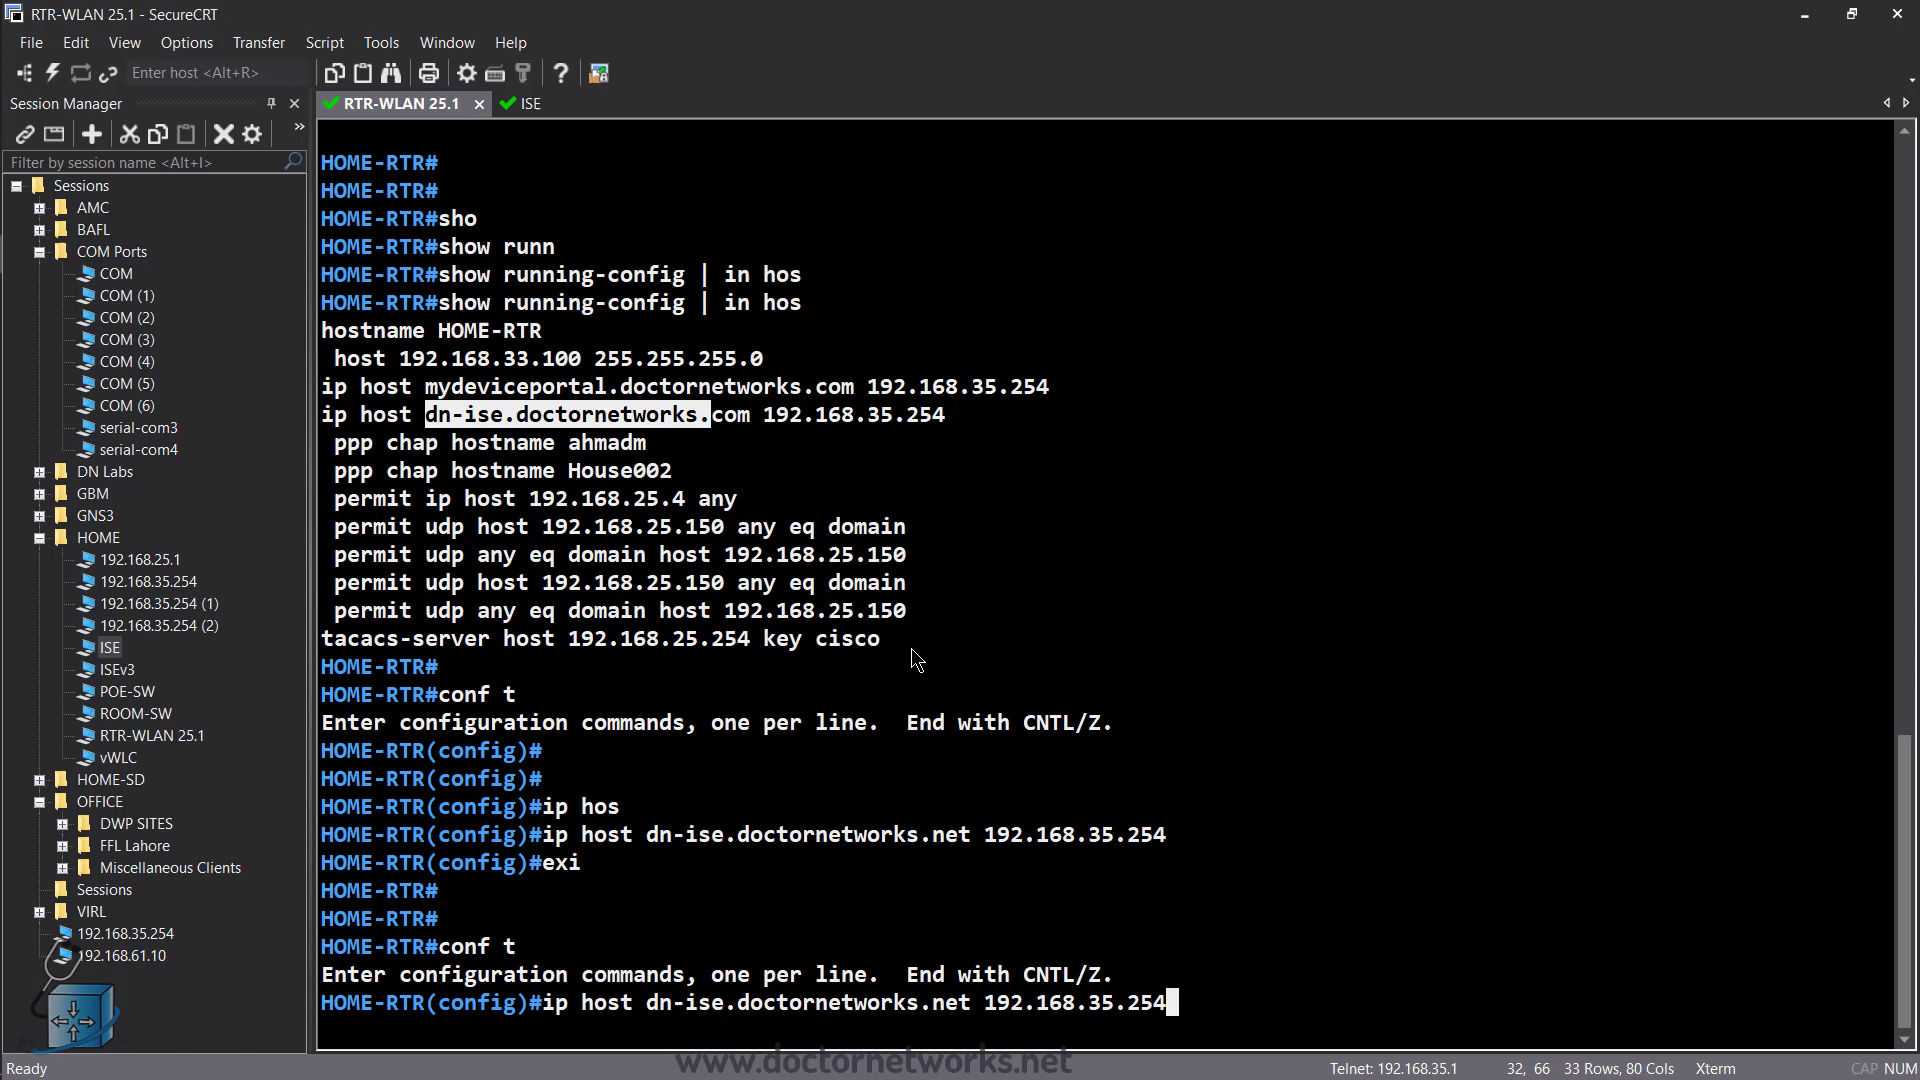 RTR-WLAN 25.1 - SecureCRT
File Edit View Options Transfer Script Tools Window Help
Enter host <Alt+R>
Session Manager
RTR-WLAN 25.1 ISE
Filter by session name <Alt+I>
Sessions
AMC
BAFL
COM Ports
COM
COM (1)
COM (2)
COM (3)
COM (4)
COM (5)
COM (6)
serial-com3
serial-com4
DN Labs
GBM
GNS3
HOME
192.168.25.1
192.168.35.254
192.168.35.254 (1)
192.168.35.254 (2)
ISE
ISEv3
POE-SW
ROOM-SW
RTR-WLAN 25.1
vWLC
HOME-SD
OFFICE
DWP SITES
FFL Lahore
Miscellaneous Clients
Sessions
VIRL
192.168.35.254
192.168.61.10
HOME-RTR#
HOME-RTR#
HOME-RTR#sho
HOME-RTR#show runn
HOME-RTR#show running-config | in hos
HOME-RTR#show running-config | in hos
hostname HOME-RTR
host 192.168.33.100 255.255.255.0
ip host mydeviceportal.doctornetworks.com 192.168.35.254
ip host dn-ise.doctornetworks.com 192.168.35.254
ppp chap hostname ahmadm
ppp chap hostname House002
permit ip host 192.168.25.4 any
permit udp host 192.168.25.150 any eq domain
permit udp any eq domain host 192.168.25.150
permit udp host 192.168.25.150 any eq domain
permit udp any eq domain host 192.168.25.150
tacacs-server host 192.168.25.254 key cisco
HOME-RTR#
HOME-RTR#conf t
Enter configuration commands, one per line.  End with CNTL/Z.
HOME-RTR(config)#
HOME-RTR(config)#
HOME-RTR(config)#ip hos
HOME-RTR(config)#ip host dn-ise.doctornetworks.net 192.168.35.254
HOME-RTR(config)#exi
HOME-RTR#
HOME-RTR#
HOME-RTR#conf t
Enter configuration commands, one per line.  End with CNTL/Z.
HOME-RTR(config)#ip host dn-ise.doctornetworks.net 192.168.35.254
www.doctornetworks.net
Ready Telnet: 192.168.35.1 32, 66 33 Rows, 80 Cols Xterm CAP NUM